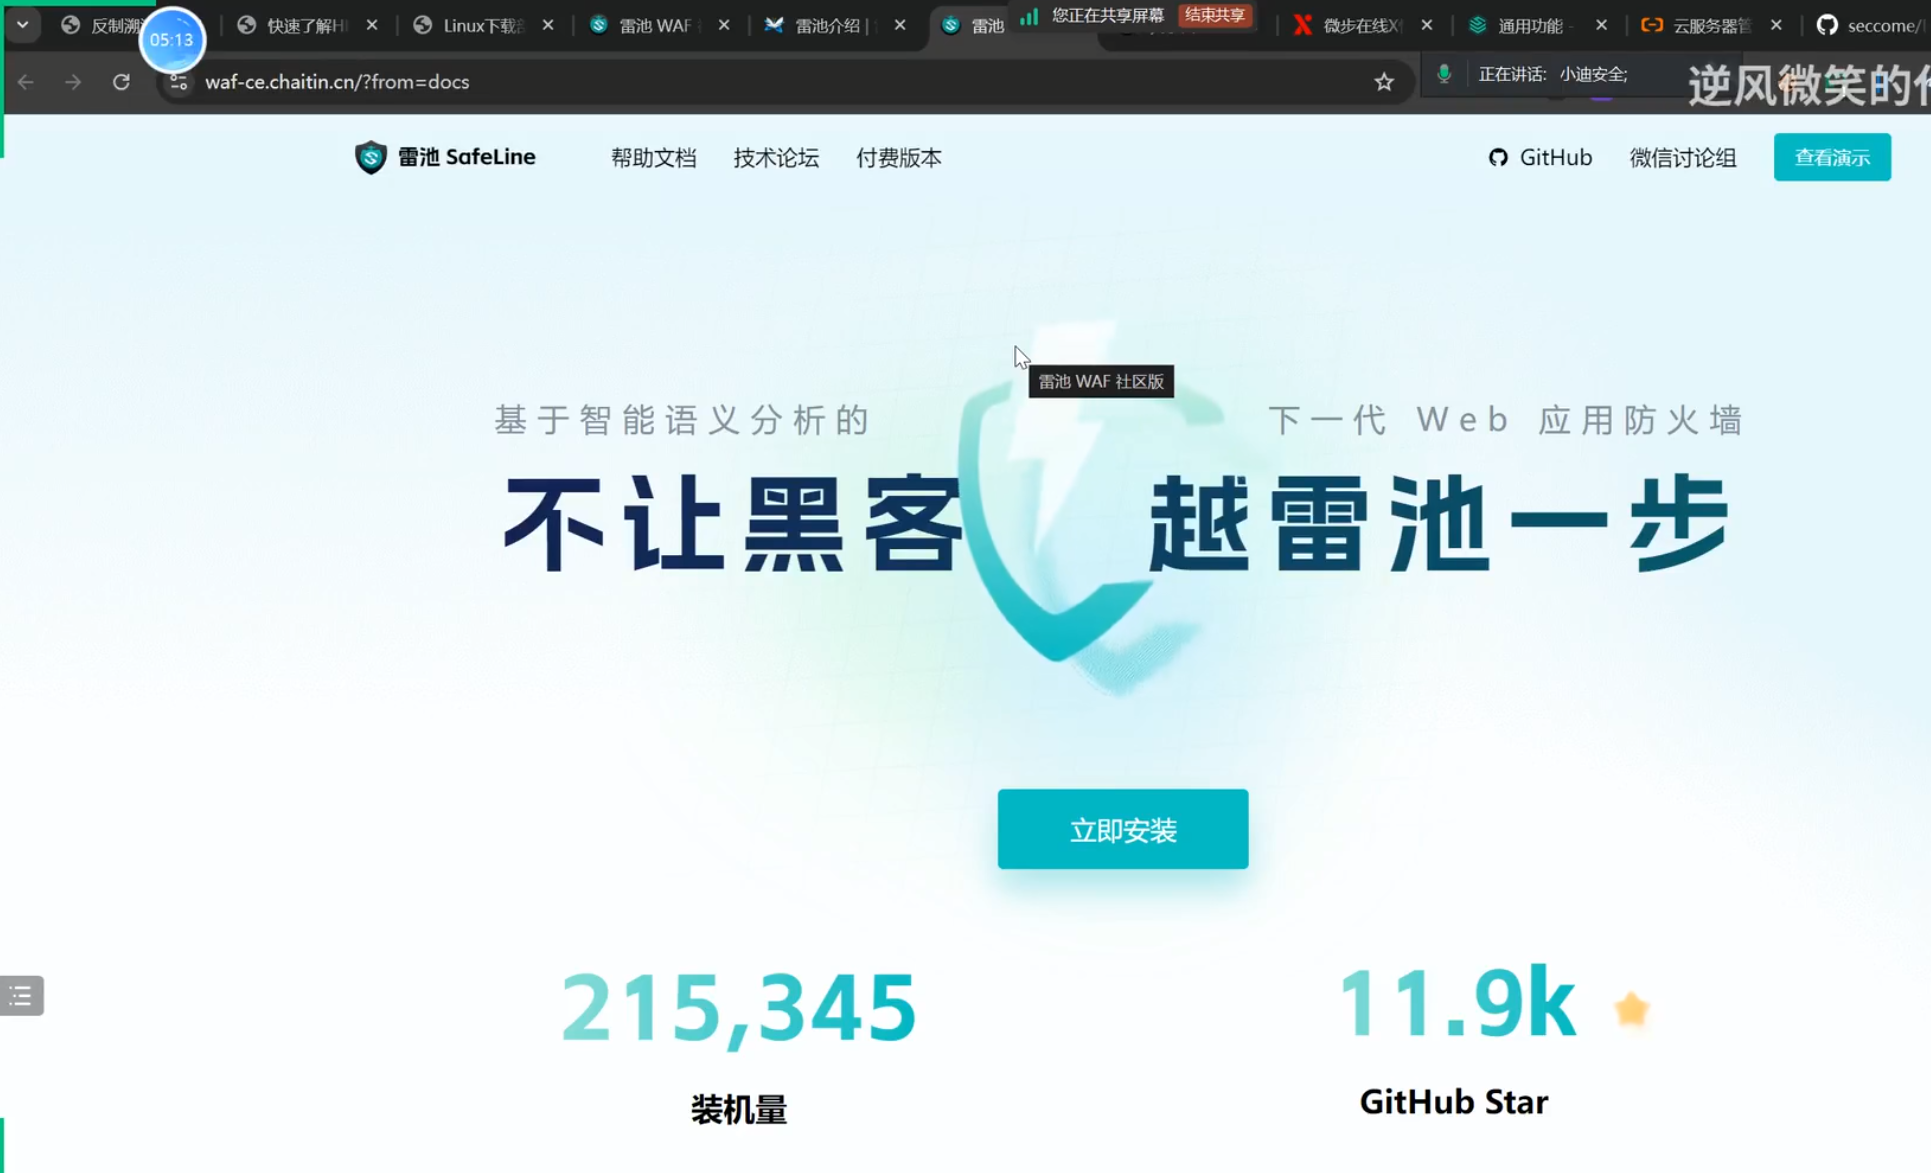 反制溯
05:13
快速了解H
Linux下载
雷池 WAF
雷池介绍 |
雷池
您正在共享屏幕
结束共享
微步在线X
通用功能 -
云服务器管
seccome/
waf-ce.chaitin.cn/?from=docs
正在讲话: 小迪安全;
逆风微笑的
雷池 SafeLine
帮助文档
技术论坛
付费版本
GitHub
微信讨论组
查看演示
雷池 WAF 社区版
基于智能语义分析的
下一代 Web 应用防火墙
不让黑客
越雷池一步
立即安装
215,345
11.9k
装机量
GitHub Star